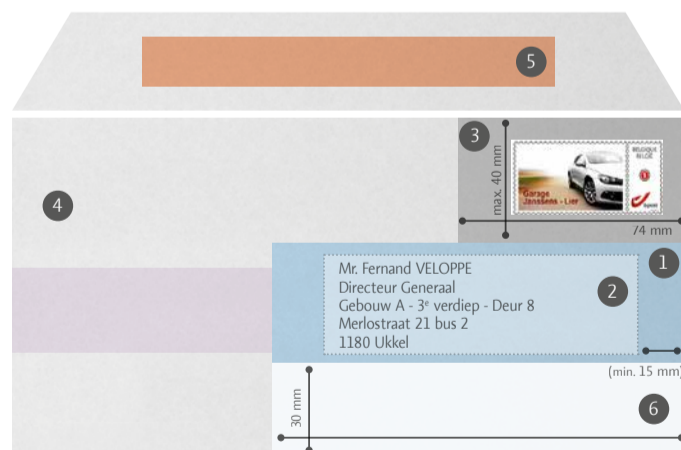 5
3
max. 40 mm
BELGIQUE
BELGIË
Garage
Janssens - Lier
74 mm
4
1
2
Mr. Fernand VELOPPE
Directeur Generaal
Gebouw A - 3e verdiep - Deur 8
Merlostraat 21 bus 2
1180 Ukkel
(min. 15 mm)
30 mm
6